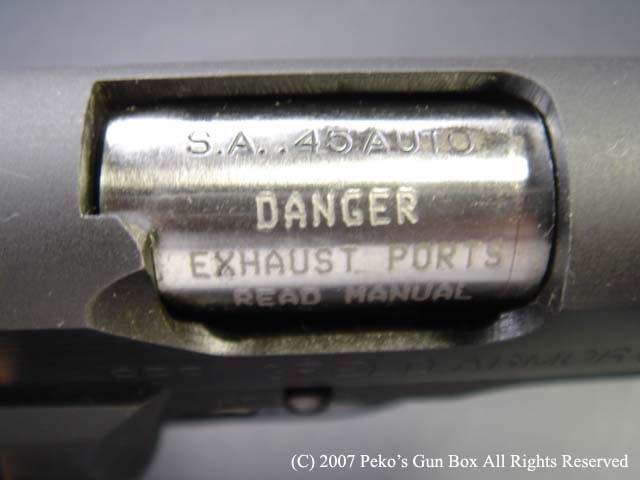 S.A. .45 AUTO
DANGER
EXHAUST PORTS
READ MANUAL
(C) 2007 Peko's Gun Box All Rights Reserved